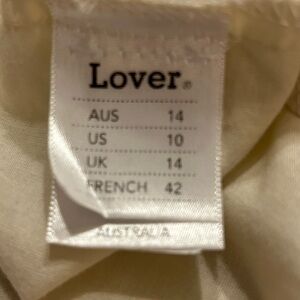 Lover®
AUS 14
US 10
UK 14
FRENCH 42
AUSTRALIA